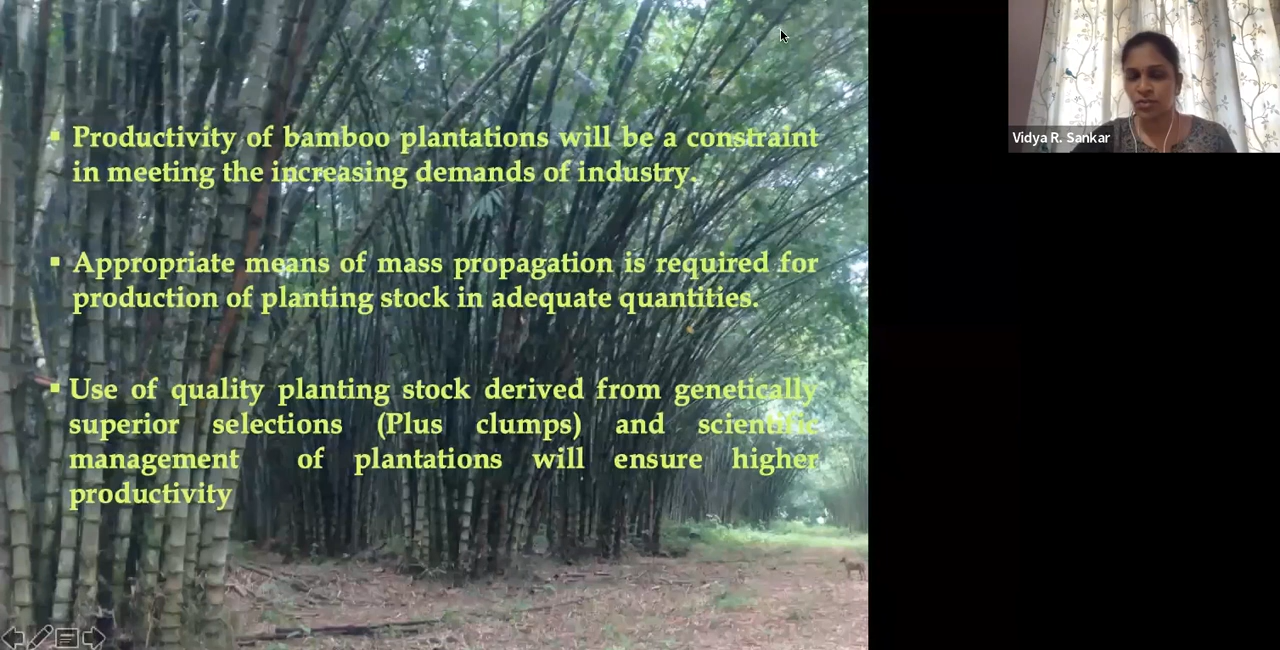 ▪ Productivity of bamboo plantations will be a constraint
in meeting the increasing demands of industry.
▪ Appropriate means of mass propagation is required for
production of planting stock in adequate quantities.
▪ Use of quality planting stock derived from genetically
superior selections (Plus clumps) and scientific
management of plantations will ensure higher
productivity
Vidya R. Sankar